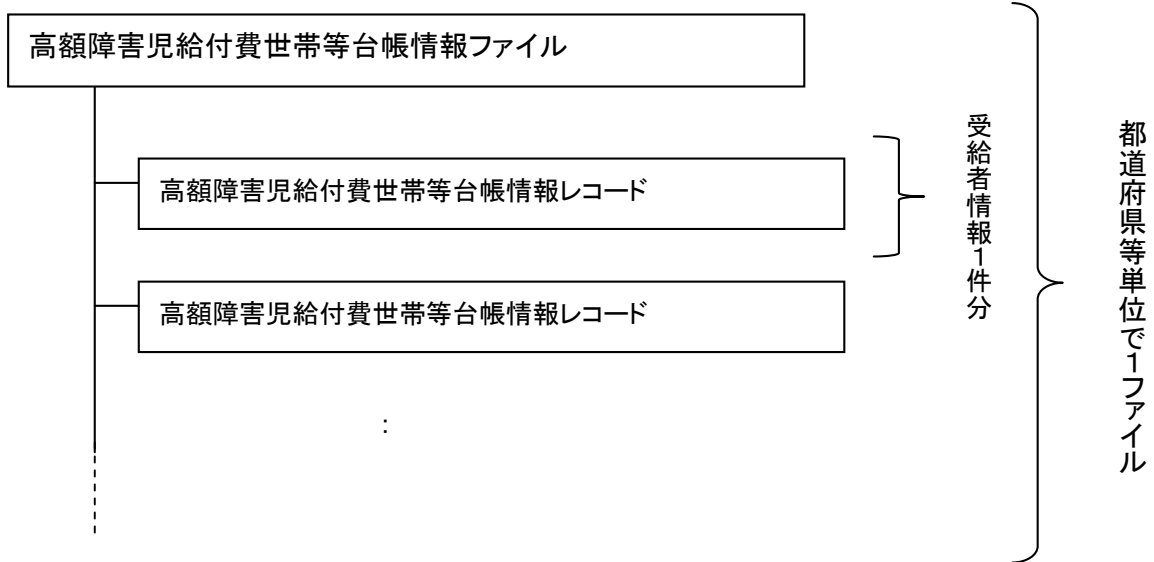 高額障害児給付費世帯等台帳情報ファイル
高額障害児給付費世帯等台帳情報レコード
受給者情報1件分
高額障害児給付費世帯等台帳情報レコード
:
都道府県等単位で1ファイル